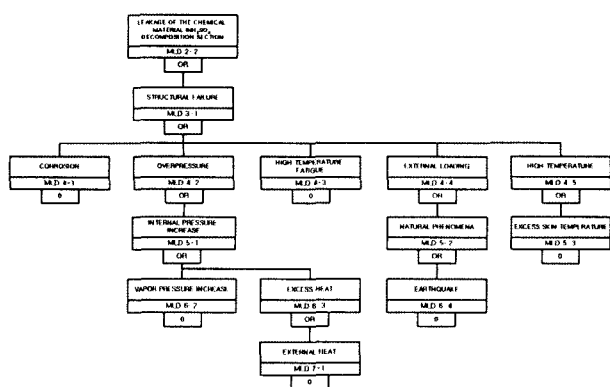 LEAKAGE OF THE CHEMICAL
MATERIAL IN H₂SO₄
DECOMPOSITION SECTION
MLD 2-2
OR
STRUCTURAL FAILURE
MLD 3-1
OR
CORROSION
MLD 4-1
0
OVERPRESSURE
MLD 4-2
OR
HIGH TEMPERATURE
FATIGUE
MLD 4-3
0
EXTERNAL LOADING
MLD 4-4
OR
HIGH TEMPERATURE
MLD 4-5
OR
INTERNAL PRESSURE
INCREASE
MLD 5-1
OR
NATURAL PHENOMENA
MLD 5-2
OR
EXCESS SKIN TEMPERATURE
MLD 5-3
0
VAPOR PRESSURE INCREASE
MLD 6-2
0
EXCESS HEAT
MLD 6-3
OR
EARTHQUAKE
MLD 6-4
0
EXTERNAL HEAT
MLD 7-1
0